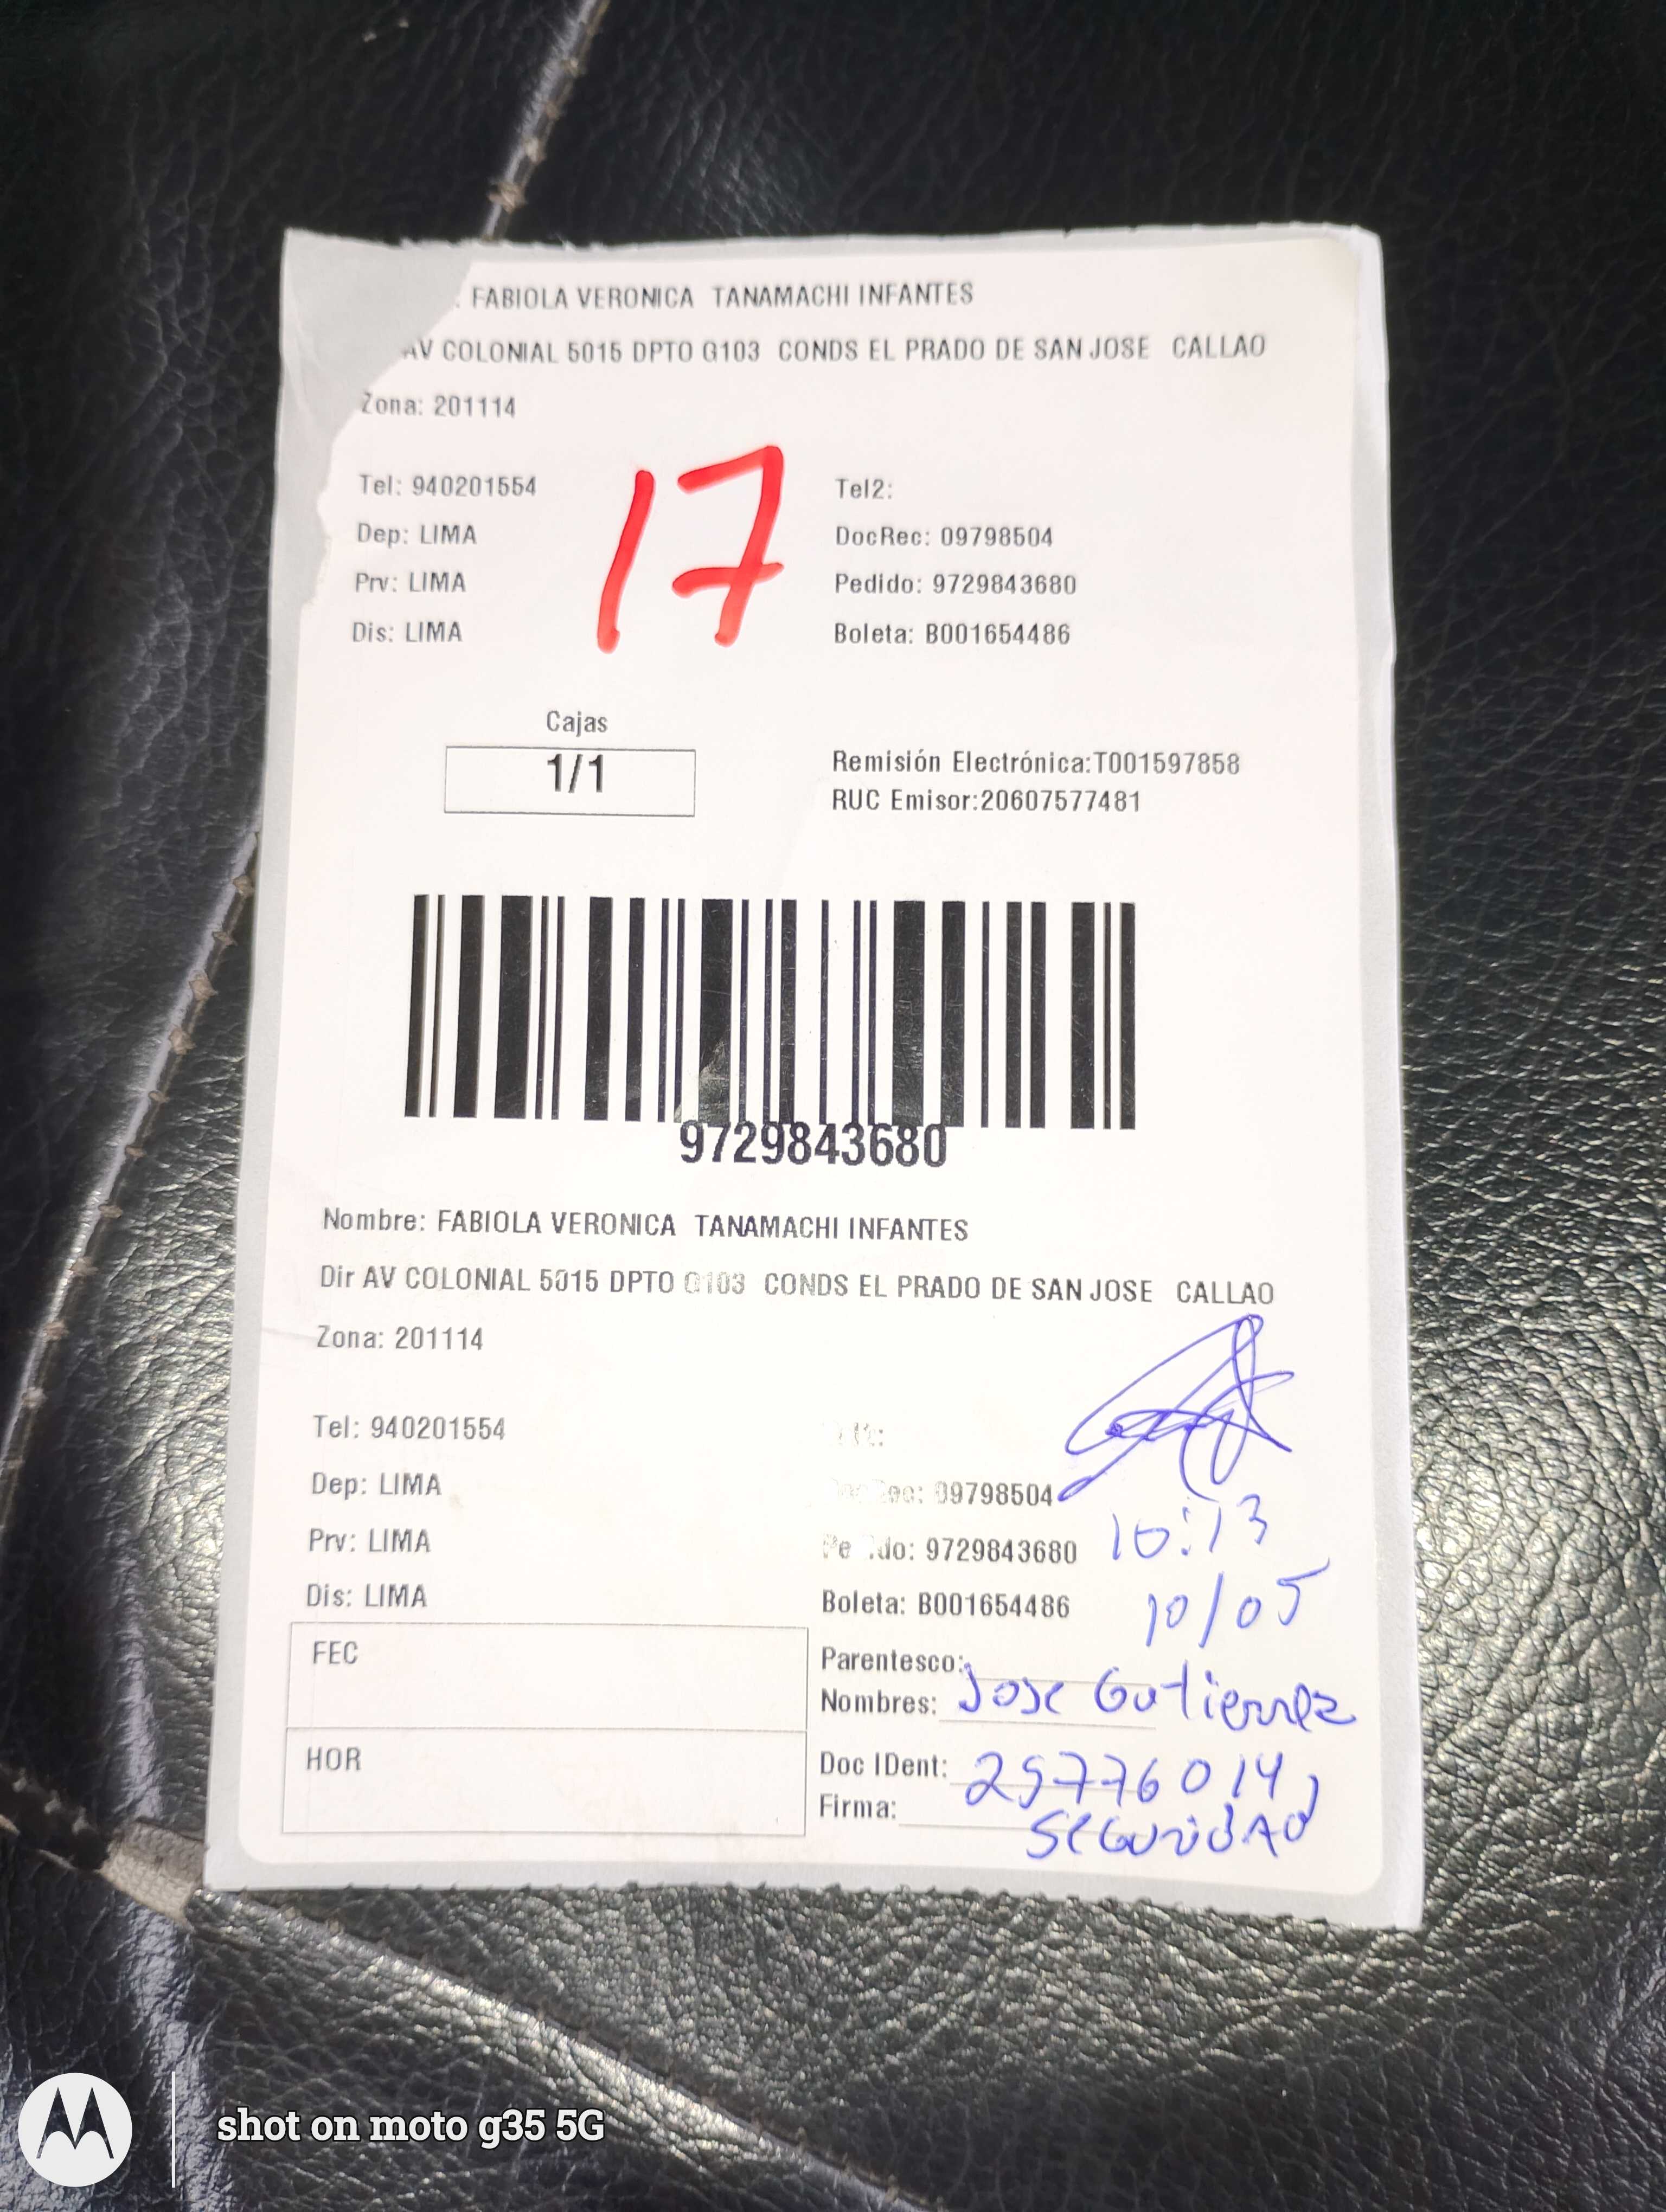 FABIOLA VERONICA TANAMACHI INFANTES
AV COLONIAL 5015 DPTO G103 CONDS EL PRADO DE SAN JOSE CALLAO
Zona: 201114
17
Tel: 940201554
Tel2:
Dep: LIMA
DocRec: 09798504
Prv: LIMA
Pedido: 9729843680
Dis: LIMA
Boleta: B001654486
Cajas
1/1
Remisión Electrónica:T001597858
RUC Emisor:20607577481
9729843680
Nombre: FABIOLA VERONICA TANAMACHI INFANTES
Dir AV COLONIAL 5015 DPTO G103 CONDS EL PRADO DE SAN JOSE CALLAO
Zona: 201114
Tel: 940201554
Dep: LIMA
09798504
Prv: LIMA
9729843680
10:13
Dis: LIMA
Boleta: B001654486
10/05
FEC
Parentesco:
Nombres: Jose Gutierrez
HOR
Doc IDent: 29776014
Firma:
SEGURIDAD
shot on moto g35 5G